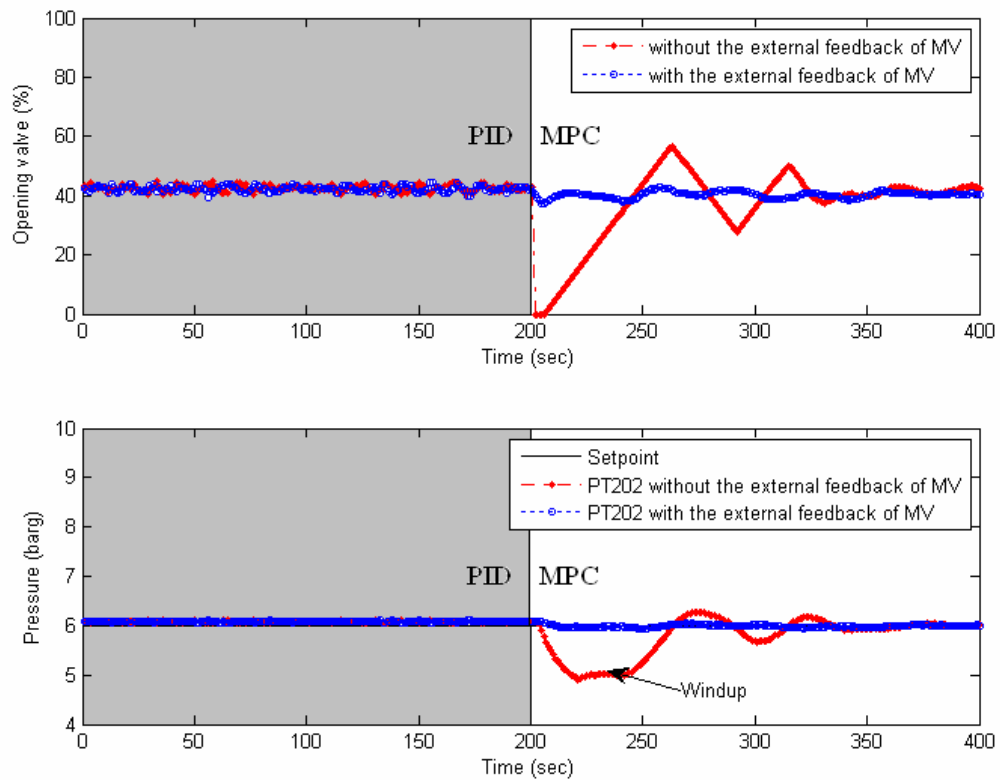 100
80
60
40
20
0
Opening valve (%)
without the external feedback of MV
with the external feedback of MV
PID MPC
0 50 100 150 200 250 300 350 400
Time (sec)
10
9
8
7
6
5
4
Pressure (barg)
Setpoint
PT202 without the external feedback of MV
PT202 with the external feedback of MV
PID MPC
Windup
0 50 100 150 200 250 300 350 400
Time (sec)